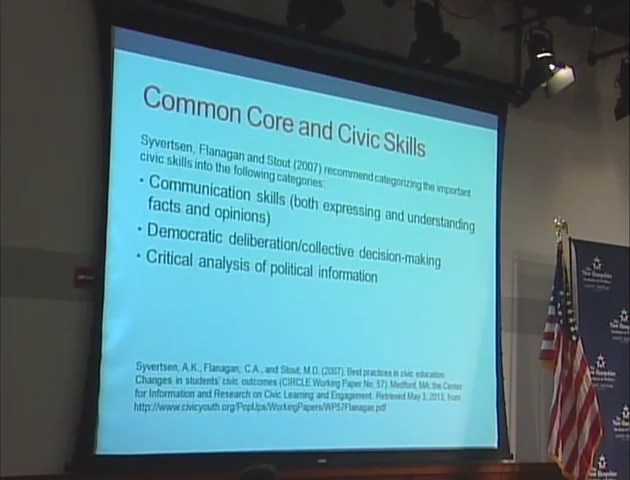 Common Core and Civic Skills
Syvertsen, Flanagan and Stout (2007) recommend categorizing the important
civic skills into the following categories:
• Communication skills (both expressing and understanding
facts and opinions)
• Democratic deliberation/collective decision-making
• Critical analysis of political information
Syvertsen, A.K., Flanagan, C.A., and Stout, M.D. (2007). Best practices in civic education:
Changes in students' civic outcomes (CIRCLE Working Paper No. 57). Medford, MA: the Center
for Information and Research on Civic Learning and Engagement. Retrieved May 3, 2013, from
http://www.civicyouth.org/PopUps/WorkingPapers/WP57Flanagan.pdf
The
New Hampshire